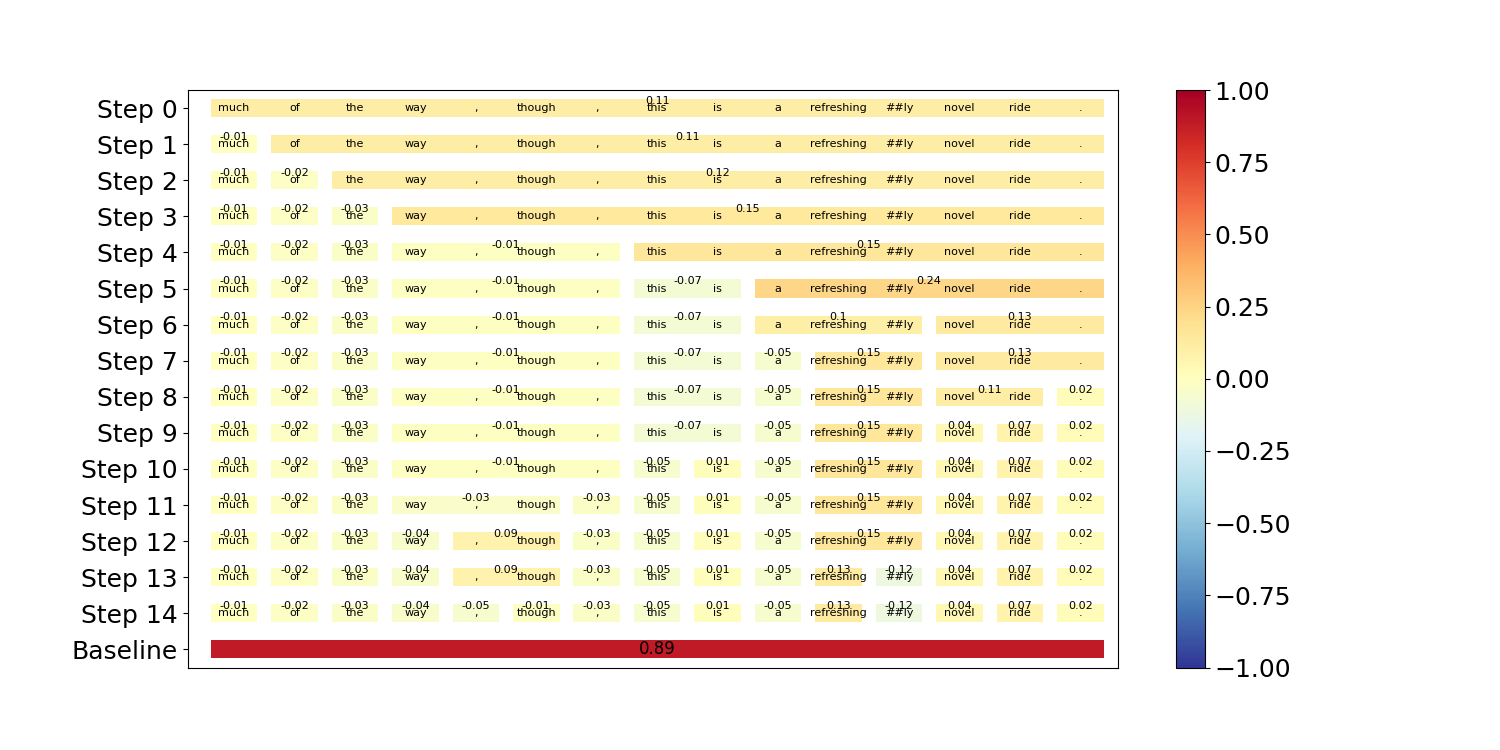 0.11
Step 0 much of the way , though , this is a refreshing ##ly novel ride .
-0.01 0.11
Step 1 much of the way , though , this is a refreshing ##ly novel ride .
-0.01 -0.02 0.12
Step 2 much of the way , though , this is a refreshing ##ly novel ride .
-0.01 -0.02 -0.03 0.15
Step 3 much of the way , though , this is a refreshing ##ly novel ride .
-0.01 -0.02 -0.03 -0.01 0.15
Step 4 much of the way , though , this is a refreshing ##ly novel ride .
-0.01 -0.02 -0.03 -0.01 -0.07 0.24
Step 5 much of the way , though , this is a refreshing ##ly novel ride .
-0.01 -0.02 -0.03 -0.01 -0.07 0.1 0.13
Step 6 much of the way , though , this is a refreshing ##ly novel ride .
-0.01 -0.02 -0.03 -0.01 -0.07 -0.05 0.15 0.13
Step 7 much of the way , though , this is a refreshing ##ly novel ride .
-0.01 -0.02 -0.03 -0.01 -0.07 -0.05 0.15 0.11 0.02
Step 8 much of the way , though , this is a refreshing ##ly novel ride .
-0.01 -0.02 -0.03 -0.01 -0.07 -0.05 0.15 0.04 0.07 0.02
Step 9 much of the way , though , this is a refreshing ##ly novel ride .
-0.01 -0.02 -0.03 -0.01 -0.05 0.01 -0.05 0.15 0.04 0.07 0.02
Step 10 much of the way , though , this is a refreshing ##ly novel ride .
-0.01 -0.02 -0.03 -0.03 -0.03 -0.05 0.01 -0.05 0.15 0.04 0.07 0.02
Step 11 much of the way , though , this is a refreshing ##ly novel ride .
-0.01 -0.02 -0.03 -0.04 0.09 -0.03 -0.05 0.01 -0.05 0.15 0.04 0.07 0.02
Step 12 much of the way , though , this is a refreshing ##ly novel ride .
-0.01 -0.02 -0.03 -0.04 0.09 -0.03 -0.05 0.01 -0.05 0.13 -0.12 0.04 0.07 0.02
Step 13 much of the way , though , this is a refreshing ##ly novel ride .
-0.01 -0.02 -0.03 -0.04 -0.05 -0.01 -0.03 -0.05 0.01 -0.05 0.13 -0.12 0.04 0.07 0.02
Step 14 much of the way , though , this is a refreshing ##ly novel ride .
Baseline 0.89
1.00
0.75
0.50
0.25
0.00
−0.25
−0.50
−0.75
−1.00